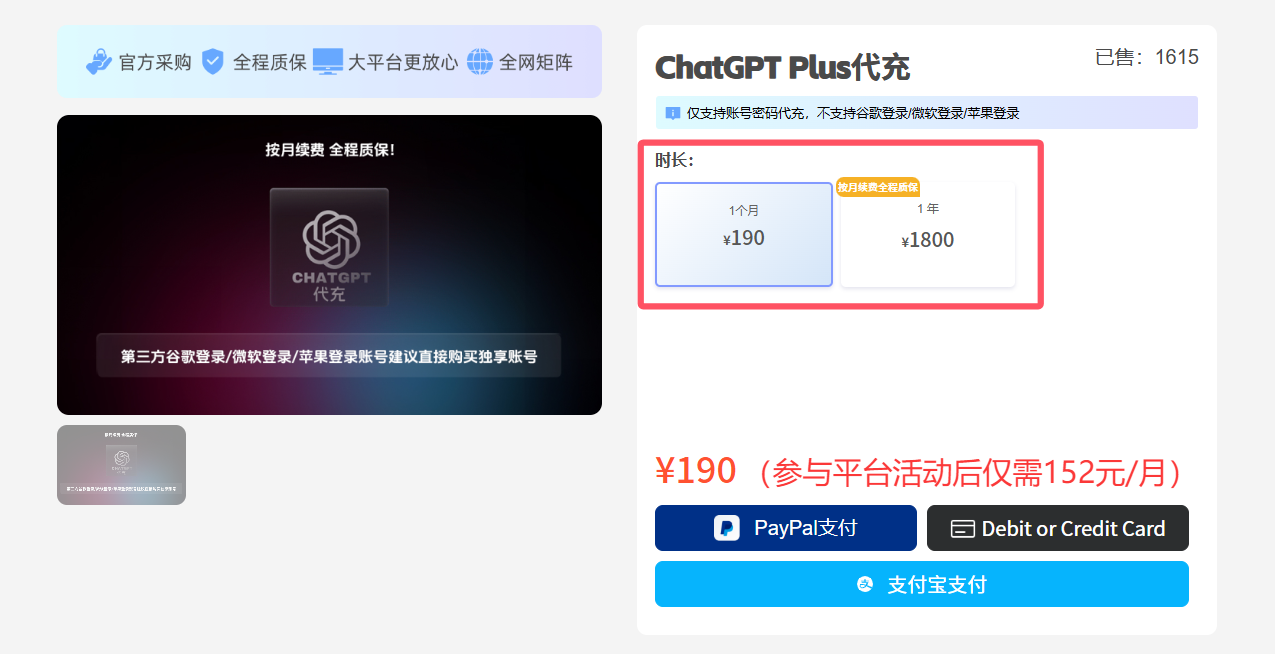 官方采购 全程质保 大平台更放心 全网矩阵
按月续费 全程质保!
CHATGPT
代充
第三方谷歌登录/微软登录/苹果登录账号建议直接购买独享账号
ChatGPT Plus代充
已售：1615
仅支持账号密码代充，不支持谷歌登录/微软登录/苹果登录
时长：
1个月
¥190
按月续费全程质保
1 年
¥1800
¥190（参与平台活动后仅需152元/月）
PayPal支付
Debit or Credit Card
支付宝支付